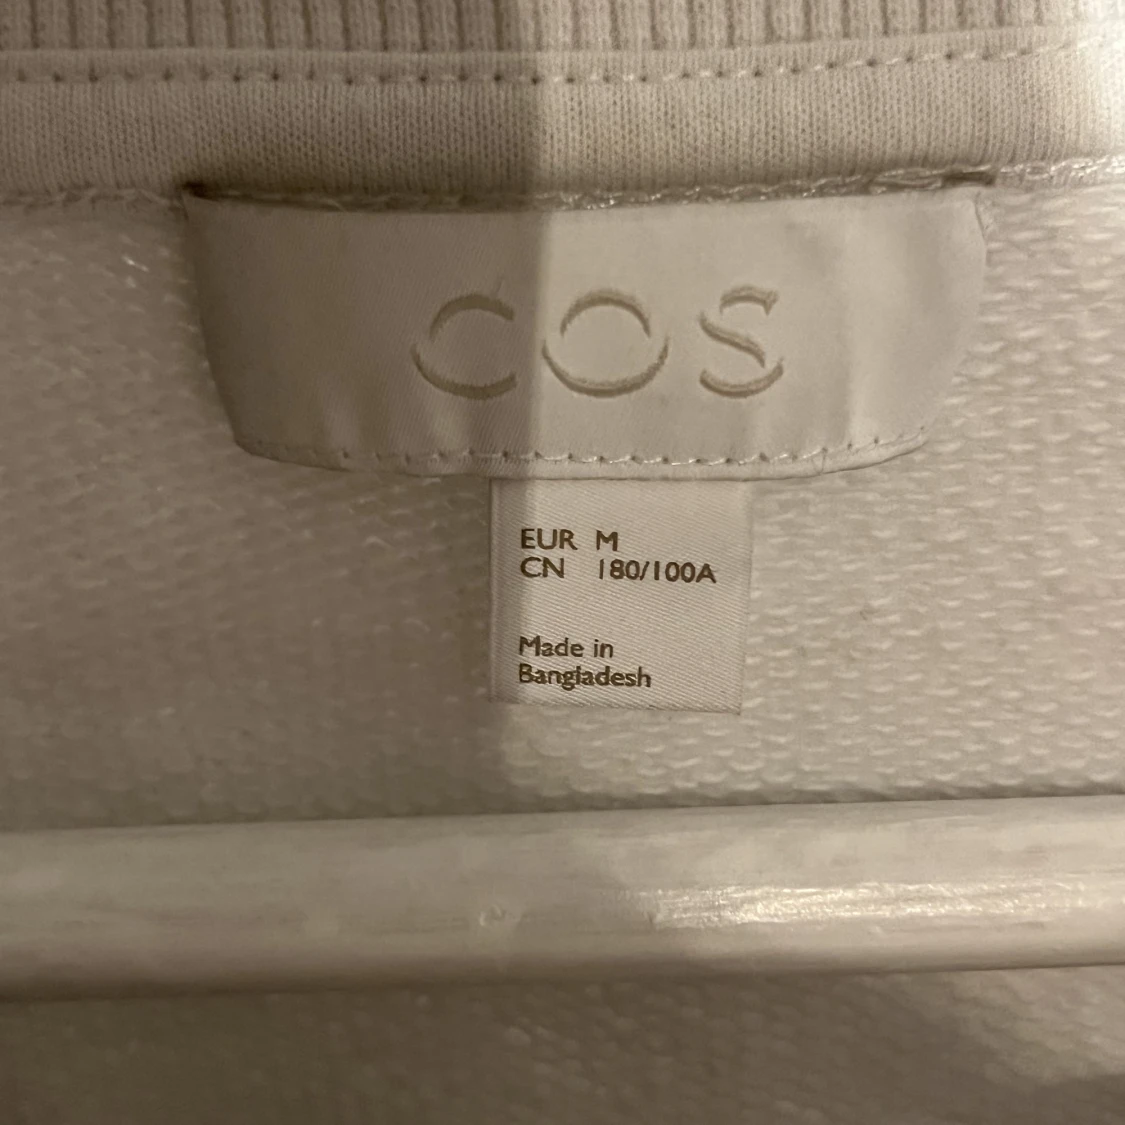 COS
EUR M
CN 180/100A
Made in
Bangladesh